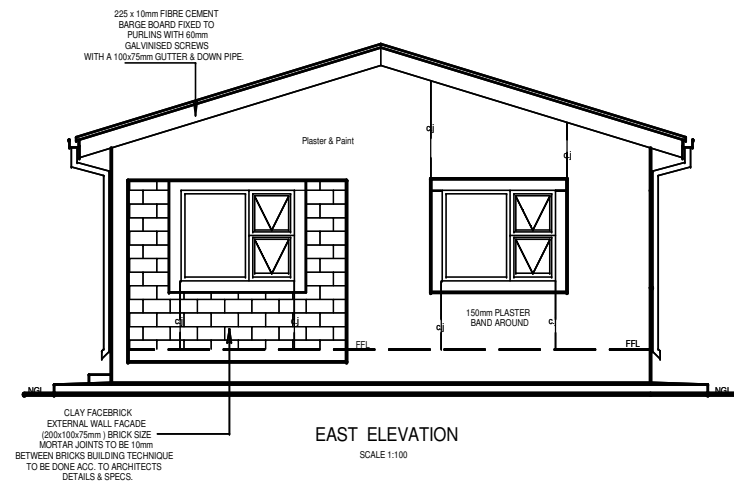 225 x 10mm FIBRE CEMENT
BARGE BOARD FIXED TO
PURLINS WITH 60mm
GALVINISED SCREWS
WITH A 100x75mm GUTTER & DOWN PIPE.
Plaster & Paint
c.j
c.j
c.j
c.j
c.j
c.j
150mm PLASTER
BAND AROUND
FFL
FFL
NGL
NGL
CLAY FACEBRICK
EXTERNAL WALL FACADE
(200x100x75mm ) BRICK SIZE
MORTAR JOINTS TO BE 10mm
BETWEEN BRICKS BUILDING TECHNIQUE
TO BE DONE ACC. TO ARCHITECTS
DETAILS & SPECS.
EAST ELEVATION
SCALE 1:100